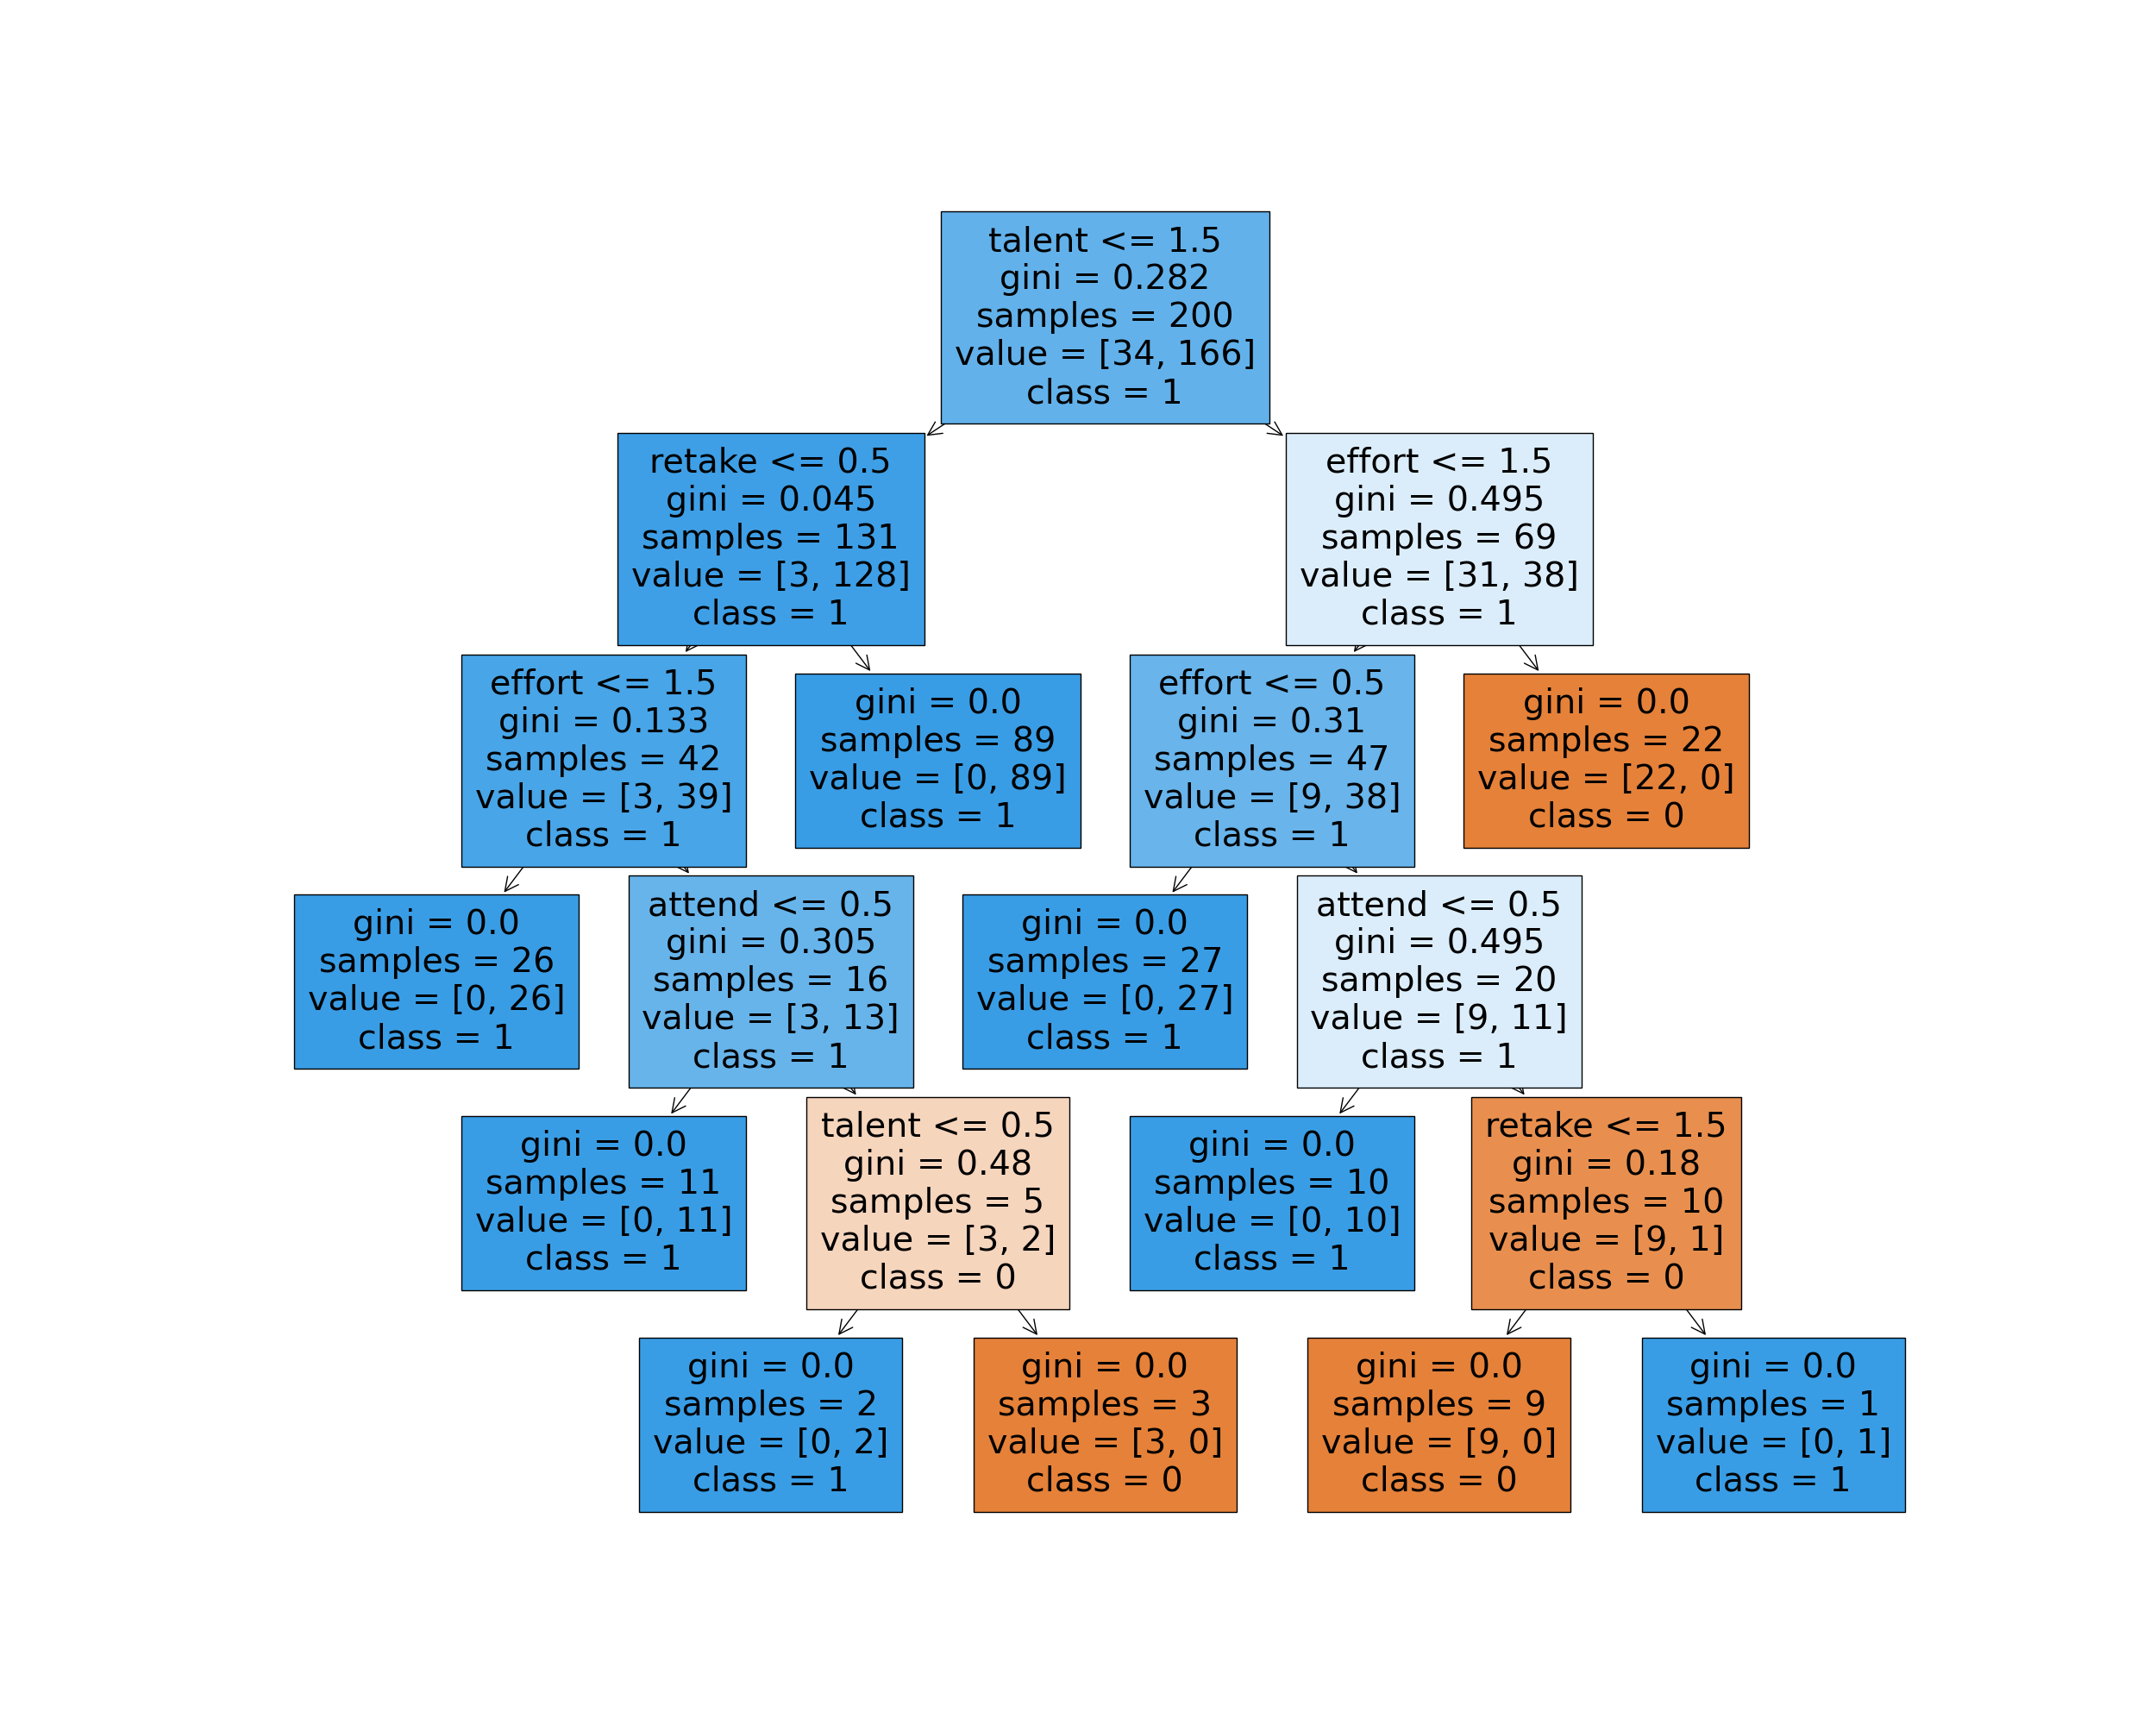 talent <= 1.5
gini = 0.282
samples = 200
value = [34, 166]
class = 1
retake <= 0.5
gini = 0.045
samples = 131
value = [3, 128]
class = 1
effort <= 1.5
gini = 0.495
samples = 69
value = [31, 38]
class = 1
effort <= 1.5
gini = 0.133
samples = 42
value = [3, 39]
class = 1
gini = 0.0
samples = 89
value = [0, 89]
class = 1
effort <= 0.5
gini = 0.31
samples = 47
value = [9, 38]
class = 1
gini = 0.0
samples = 22
value = [22, 0]
class = 0
gini = 0.0
samples = 26
value = [0, 26]
class = 1
attend <= 0.5
gini = 0.305
samples = 16
value = [3, 13]
class = 1
gini = 0.0
samples = 27
value = [0, 27]
class = 1
attend <= 0.5
gini = 0.495
samples = 20
value = [9, 11]
class = 1
gini = 0.0
samples = 11
value = [0, 11]
class = 1
talent <= 0.5
gini = 0.48
samples = 5
value = [3, 2]
class = 0
gini = 0.0
samples = 10
value = [0, 10]
class = 1
retake <= 1.5
gini = 0.18
samples = 10
value = [9, 1]
class = 0
gini = 0.0
samples = 2
value = [0, 2]
class = 1
gini = 0.0
samples = 3
value = [3, 0]
class = 0
gini = 0.0
samples = 9
value = [9, 0]
class = 0
gini = 0.0
samples = 1
value = [0, 1]
class = 1